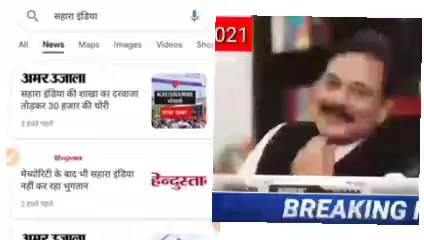 सहारा इंडिया
All News Maps Images Videos
अमर उजाला
सहारा इंडिया की शाखा का दरवाजा
तोड़कर 30 हजार की चोरी
KAUSHAMBI
2 हफ्ते पहले
हिन्दुस्तान
मेच्योरिटी के बाद भी सहारा इंडिया
नहीं कर रहा भुगतान
हिन्दुस्तान
2 हफ्ते पहले
अमर उजाला
021
BREAKING